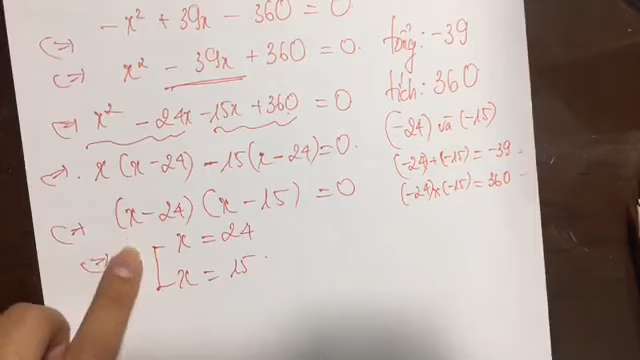 -x² + 39x - 360 = 0
(=) x² - 39x + 360 = 0.
(=) x² - 24x - 15x + 360 = 0
(=). x(x-24) - 15(x-24) = 0.
(=) (x-24)(x-15) = 0
(=) [x = 24
x = 15.
tổng: -39
tích: 360
(-24) và (-15)
(-24)+(-15) = -39
(-24)x(-15) = 360